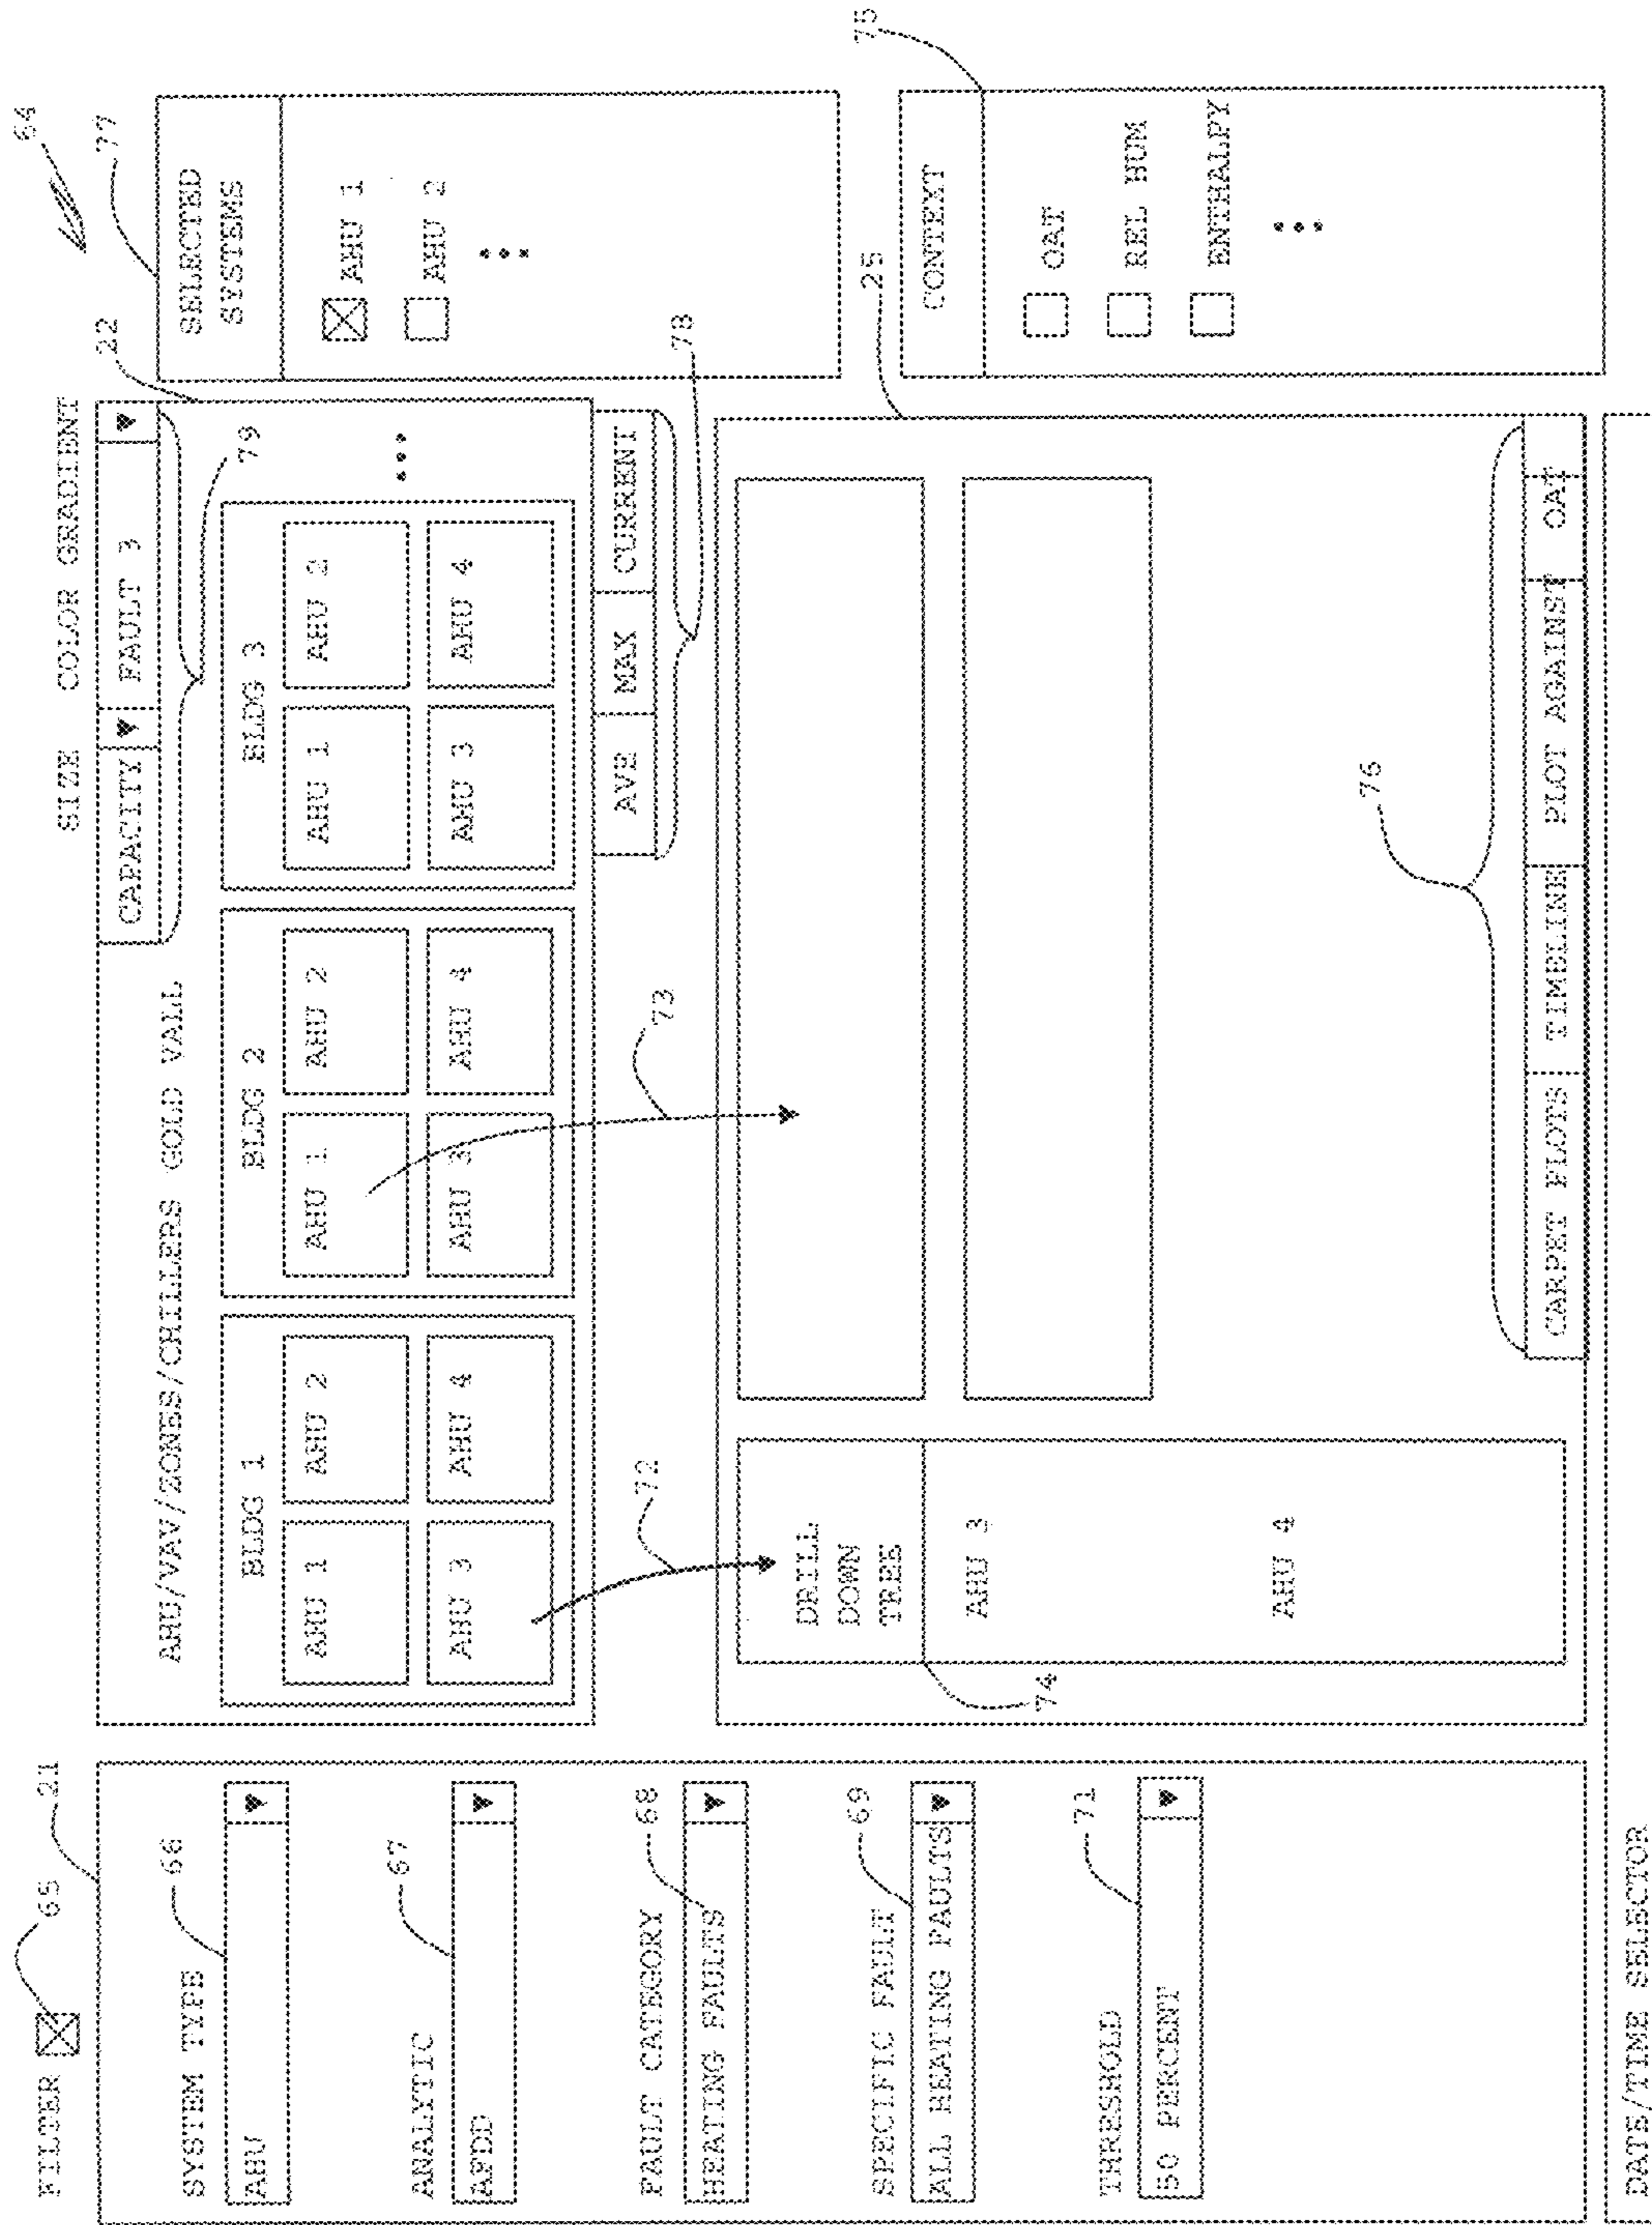 64
FILTER 65
21
SYSTEM TYPE 66
AHU
ANALYTIC 67
AFDD
FAULT CATEGORY 68
HEATING FAULTS
SPECIFIC FAULT 69
ALL HEATING FAULTS
THRESHOLD 71
50 PERCENT
SIZE COLOR GRADIENT
CAPACITY FAULT 3
22
79
AHU/VAV/ZONES/CHILLERS GOLD VALL
BLDG 1
AHU 1 AHU 2
AHU 3 AHU 4
BLDG 2
AHU 1 AHU 2
AHU 3 AHU 4
BLDG 3
AHU 1 AHU 2
AHU 3 AHU 4
...
AVE MAX CURRENT
78
72
73
DRILL
DOWN
TREE
AHU 3
AHU 4
74
25
76
CARPET PLOTS TIMELINE PLOT AGAINST OAT
77
SELECTED
SYSTEMS
AHU 1
AHU 2
...
75
CONTEXT
OAT
REL HUM
ENTHALPY
...
DATE/TIME SELECTOR